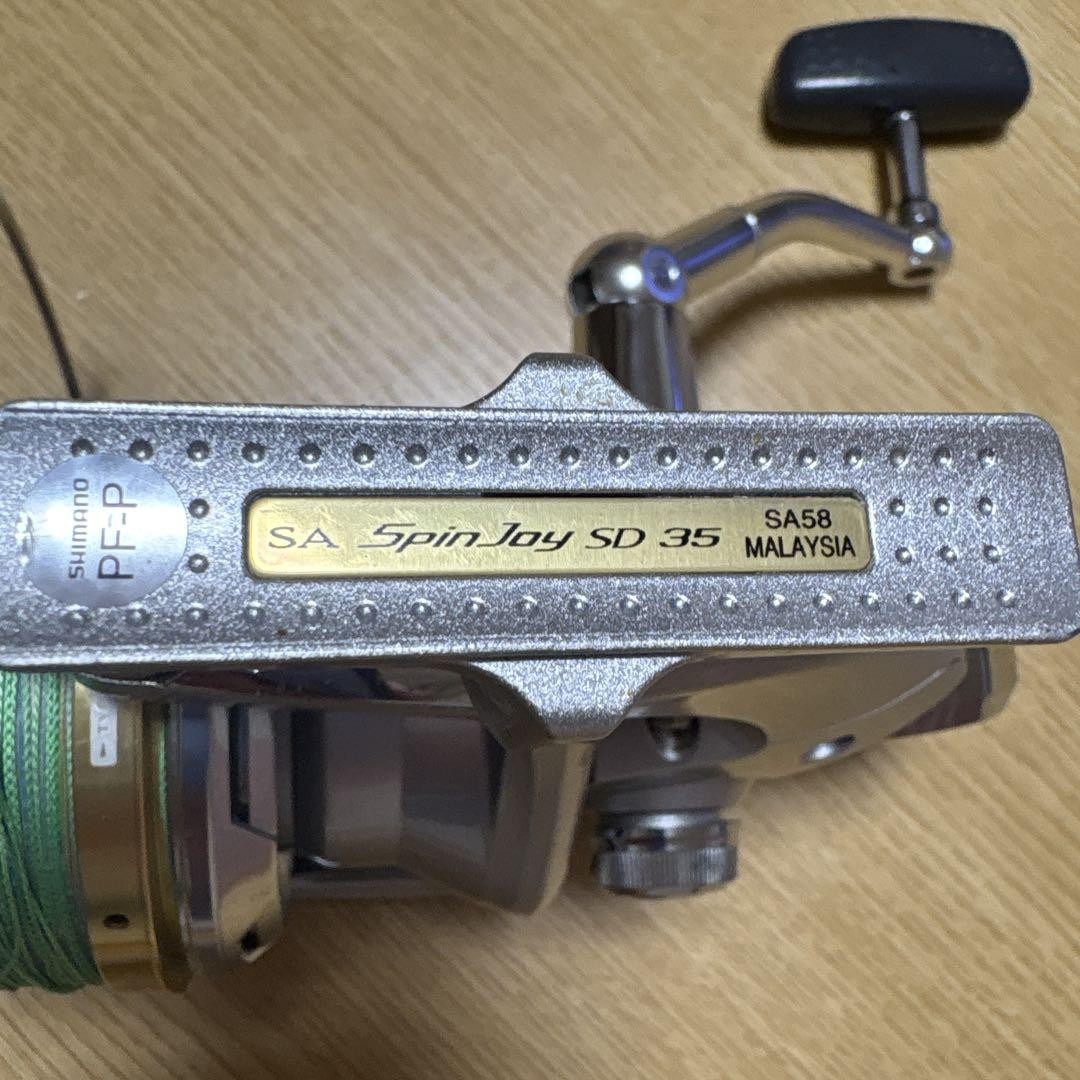 SHIMANO
PF-P
SA SpinJoy SD 35
SA58
MALAYSIA